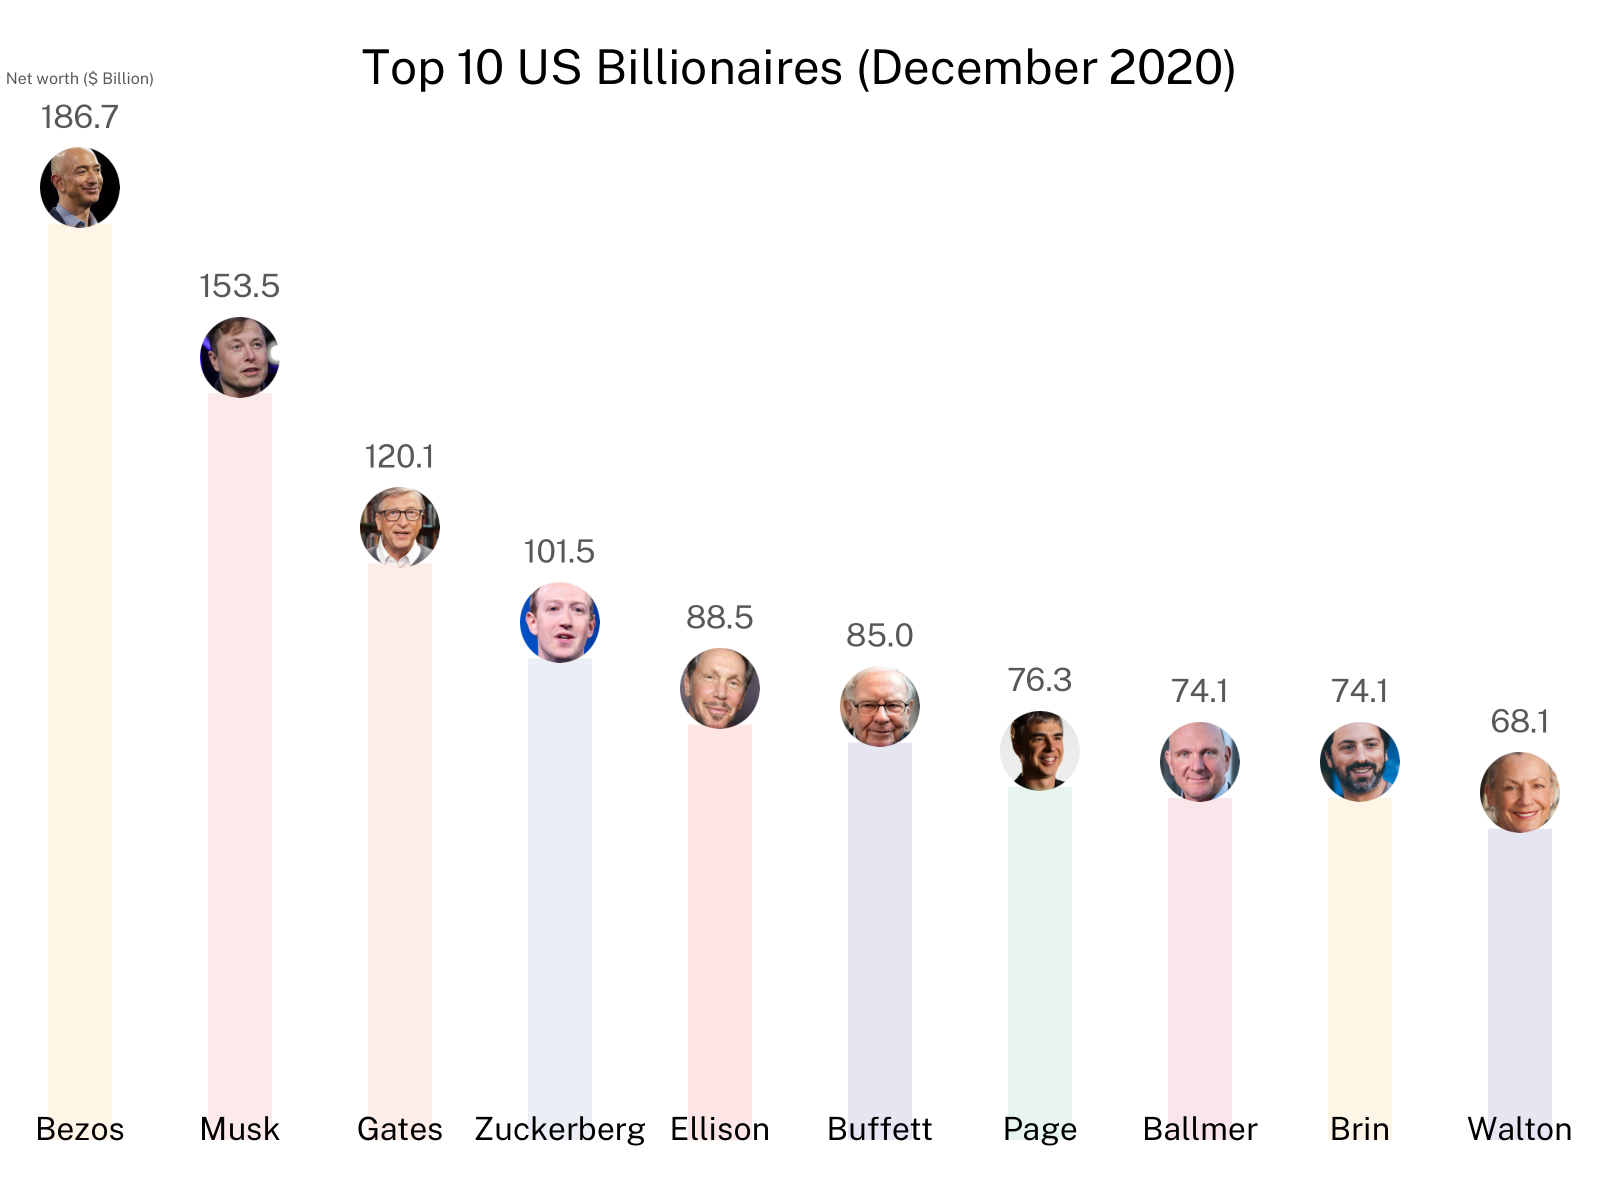 Top 10 US Billionaires (December 2020)
Net worth ($ Billion)
186.7
153.5
120.1
101.5
88.5
85.0
76.3
74.1
74.1
68.1
Bezos
Musk
Gates
Zuckerberg
Ellison
Buffett
Page
Ballmer
Brin
Walton